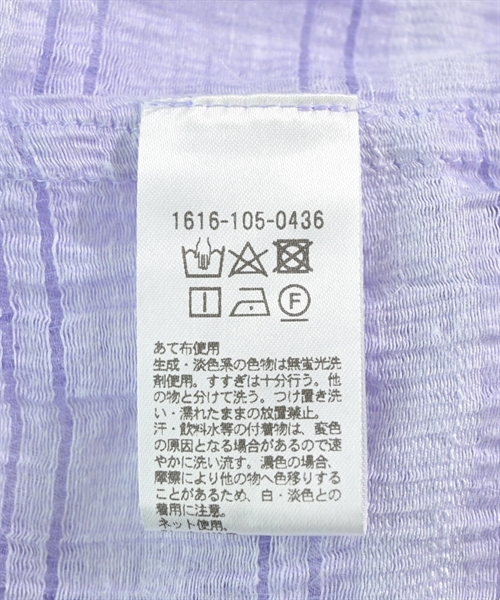 1616-105-0436
F
あて布使用
生成・淡色系の色物は無蛍光洗
剤使用。すすぎは十分行う。他
の物と分けて洗う。つけ置き洗
い・濡れたままの放置禁止。
汗・飲料水等の付着物は、変色
の原因となる場合があるので速
やかに洗い流す。濃色の場合、
摩擦により他の物へ色移りする
ことがあるため、白・淡色との
着用に注意。
ネット使用。